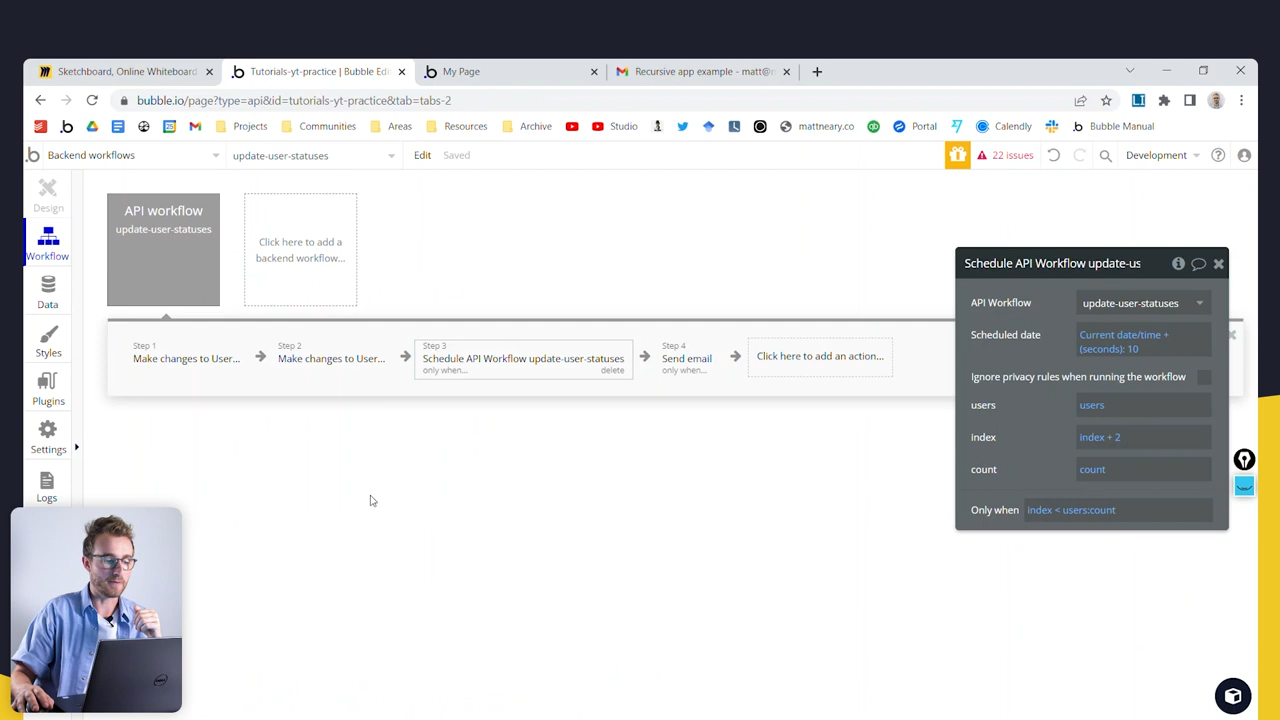 Sketchboard, Online Whiteboard
Tutorials-yt-practice | Bubble Edi
My Page
Recursive app example - matt@n
bubble.io/page?type=api&id=tutorials-yt-practice&tab=tabs-2
Projects
Communities
Areas
Resources
Archive
Studio
mattneary.co
Portal
Calendly
Bubble Manual
Backend workflows
update-user-statuses
Edit
Saved
22 issues
Development
Design
Workflow
Data
Styles
Plugins
Settings
Logs
API workflow
update-user-statuses
Click here to add a
backend workflow...
Step 1
Make changes to User...
Step 2
Make changes to User...
Step 3
Schedule API Workflow update-user-statuses
only when...
delete
Step 4
Send email
only when...
Click here to add an action...
Schedule API Workflow update-us
API Workflow
update-user-statuses
Scheduled date
Current date/time +
(seconds): 10
Ignore privacy rules when running the workflow
users
users
index
index + 2
count
count
Only when
index < users:count
DELL